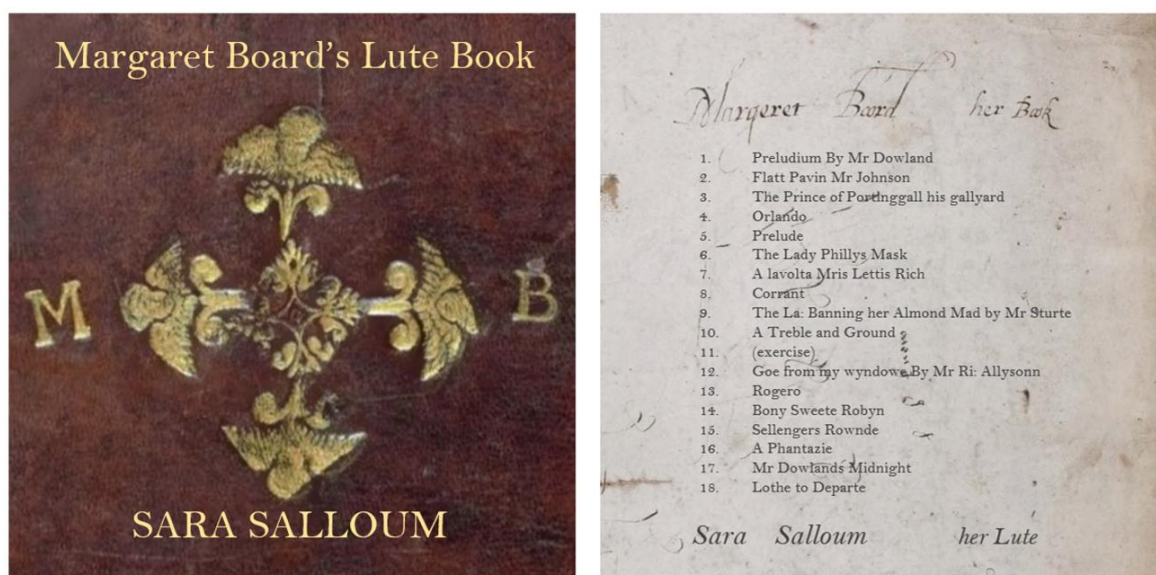 Margaret Board's Lute Book
M B
SARA SALLOUM
Margeret Boord her Book
1. Preludium By Mr Dowland
2. Flatt Pavin Mr Johnson
3. The Prince of Portinggall his gallyard
4. Orlando
5. Prelude
6. The Lady Phillys Mask
7. A lavolta Mris Lettis Rich
8. Corrant
9. The La: Banning her Almond Mad by Mr Sturte
10. A Treble and Ground
11. (exercise)
12. Goe from my wyndowe By Mr Ri: Allysonn
13. Rogero
14. Bony Sweete Robyn
15. Sellengers Rownde
16. A Phantazie
17. Mr Dowlands Midnight
18. Lothe to Departe
Sara Salloum her Lute